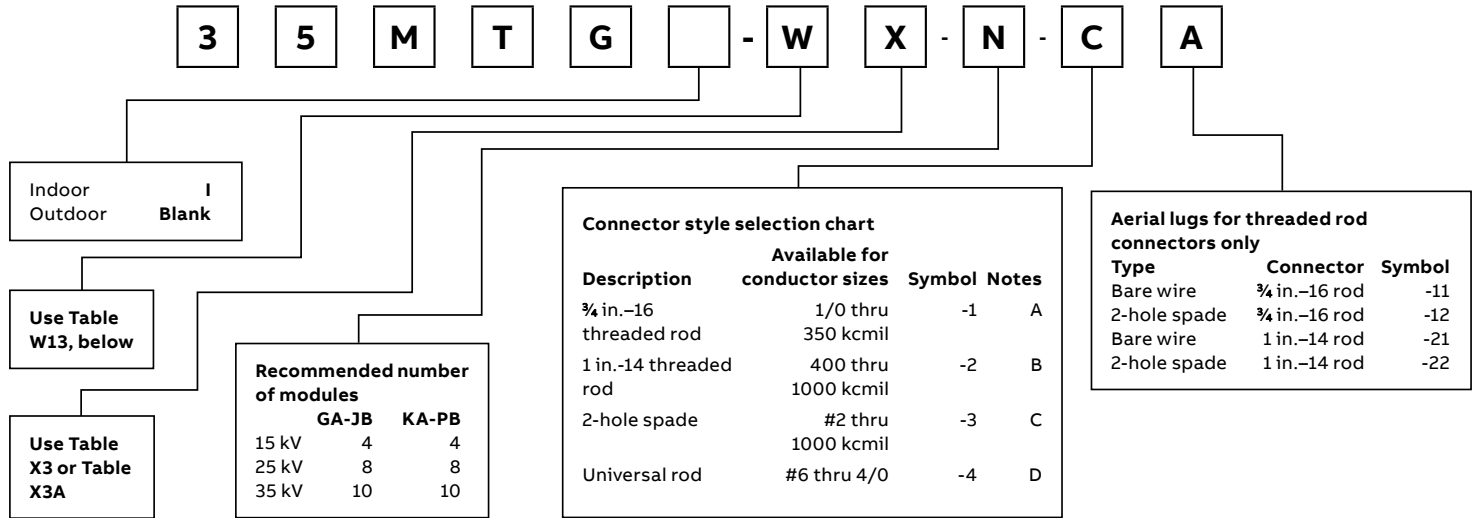 3 5 M T G - W X - N - C A
Indoor I
Outdoor Blank
Use Table
W13, below
Use Table
X3 or Table
X3A
Recommended number
of modules
GA-JB KA-PB
15 kV 4 4
25 kV 8 8
35 kV 10 10
Connector style selection chart
Available for
Description conductor sizes Symbol Notes
¾ in.–16 1/0 thru -1 A
threaded rod 350 kcmil
1 in.-14 threaded 400 thru -2 B
rod 1000 kcmil
2-hole spade #2 thru -3 C
1000 kcmil
Universal rod #6 thru 4/0 -4 D
Aerial lugs for threaded rod
connectors only
Type Connector Symbol
Bare wire ¾ in.–16 rod -11
2-hole spade ¾ in.–16 rod -12
Bare wire 1 in.–14 rod -21
2-hole spade 1 in.–14 rod -22